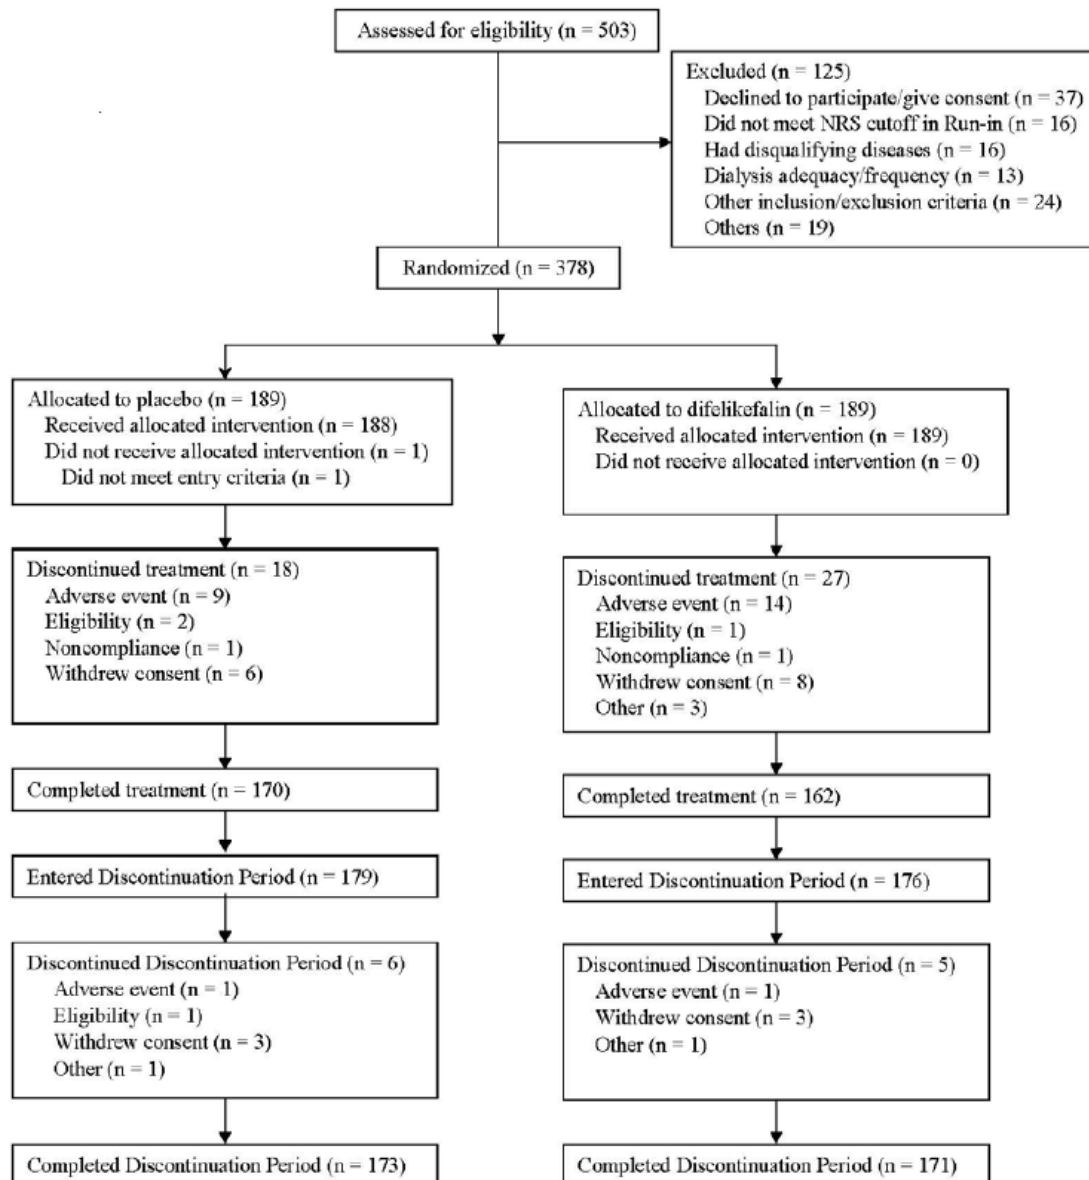 Assessed for eligibility (n = 503)
Excluded (n = 125)
Declined to participate/give consent (n = 37)
Did not meet NRS cutoff in Run-in (n = 16)
Had disqualifying diseases (n = 16)
Dialysis adequacy/frequency (n = 13)
Other inclusion/exclusion criteria (n = 24)
Others (n = 19)
Randomized (n = 378)
Allocated to placebo (n = 189)
Received allocated intervention (n = 188)
Did not receive allocated intervention (n = 1)
Did not meet entry criteria (n = 1)
Allocated to difelikefalin (n = 189)
Received allocated intervention (n = 189)
Did not receive allocated intervention (n = 0)
Discontinued treatment (n = 18)
Adverse event (n = 9)
Eligibility (n = 2)
Noncompliance (n = 1)
Withdrew consent (n = 6)
Discontinued treatment (n = 27)
Adverse event (n = 14)
Eligibility (n = 1)
Noncompliance (n = 1)
Withdrew consent (n = 8)
Other (n = 3)
Completed treatment (n = 170)
Completed treatment (n = 162)
Entered Discontinuation Period (n = 179)
Entered Discontinuation Period (n = 176)
Discontinued Discontinuation Period (n = 6)
Adverse event (n = 1)
Eligibility (n = 1)
Withdrew consent (n = 3)
Other (n = 1)
Discontinued Discontinuation Period (n = 5)
Adverse event (n = 1)
Withdrew consent (n = 3)
Other (n = 1)
Completed Discontinuation Period (n = 173)
Completed Discontinuation Period (n = 171)